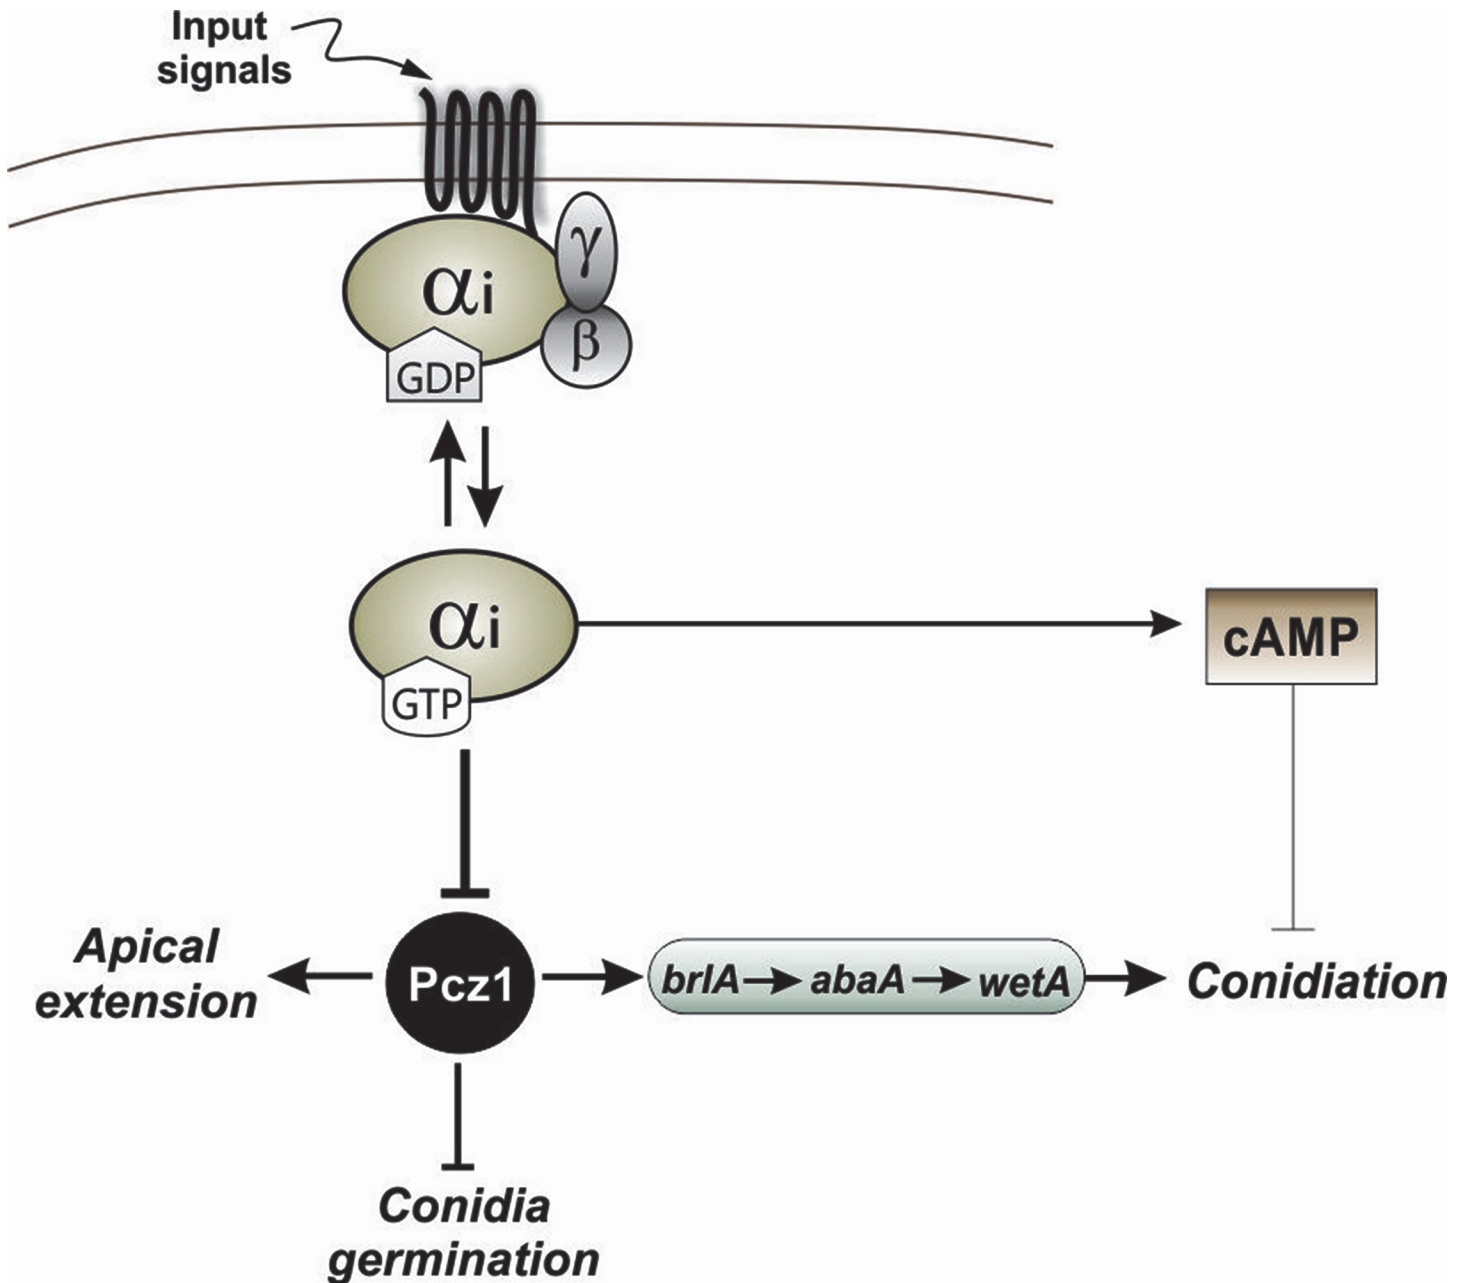 Input
signals
γ
αi
β
GDP
αi
cAMP
GTP
Apical
extension
Pcz1
brlA
abaA
wetA
Conidiation
Conidia
germination